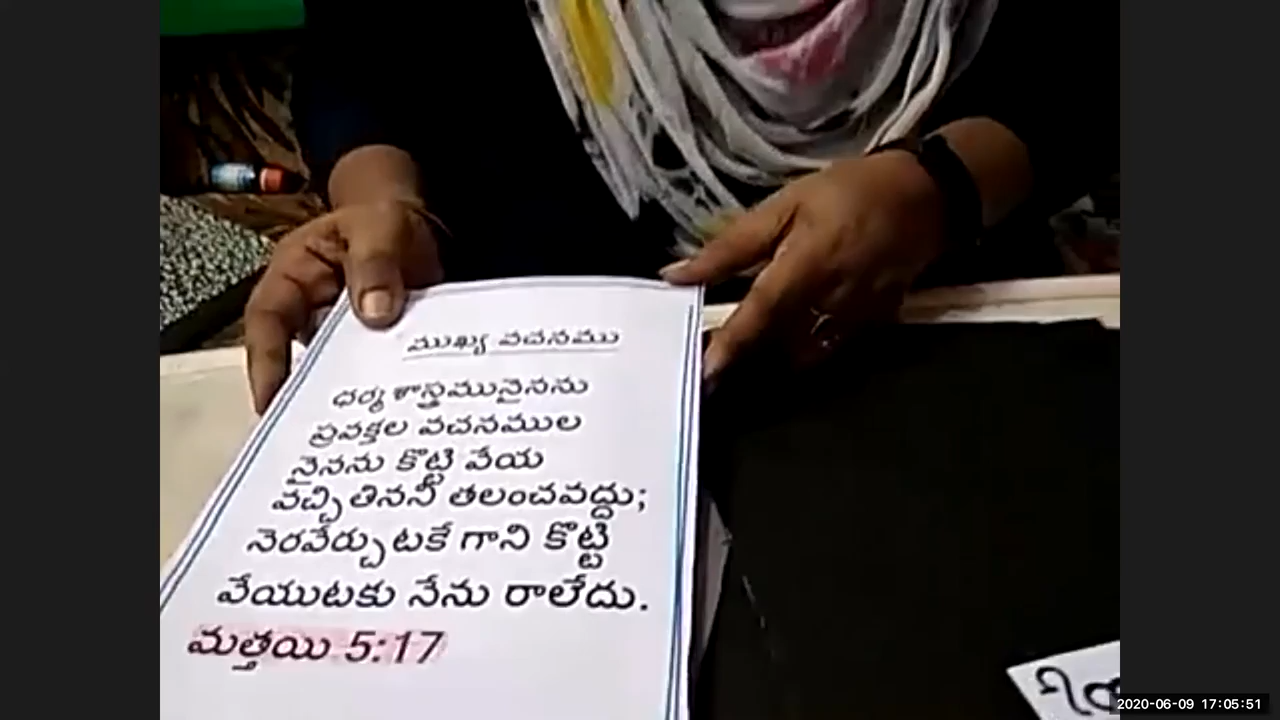 ముఖ్య వచనము
ధర్మ శాస్త్రమునైనను
ప్రవక్తల వచనముల
నైనను కొట్టి వేయ
వచ్చితినని తలంచవద్దు;
నెరవేర్చుటకే గాని కొట్టి
వేయుటకు నేను రాలేదు.
మత్తయి 5:17
2020-06-09 17:05:51